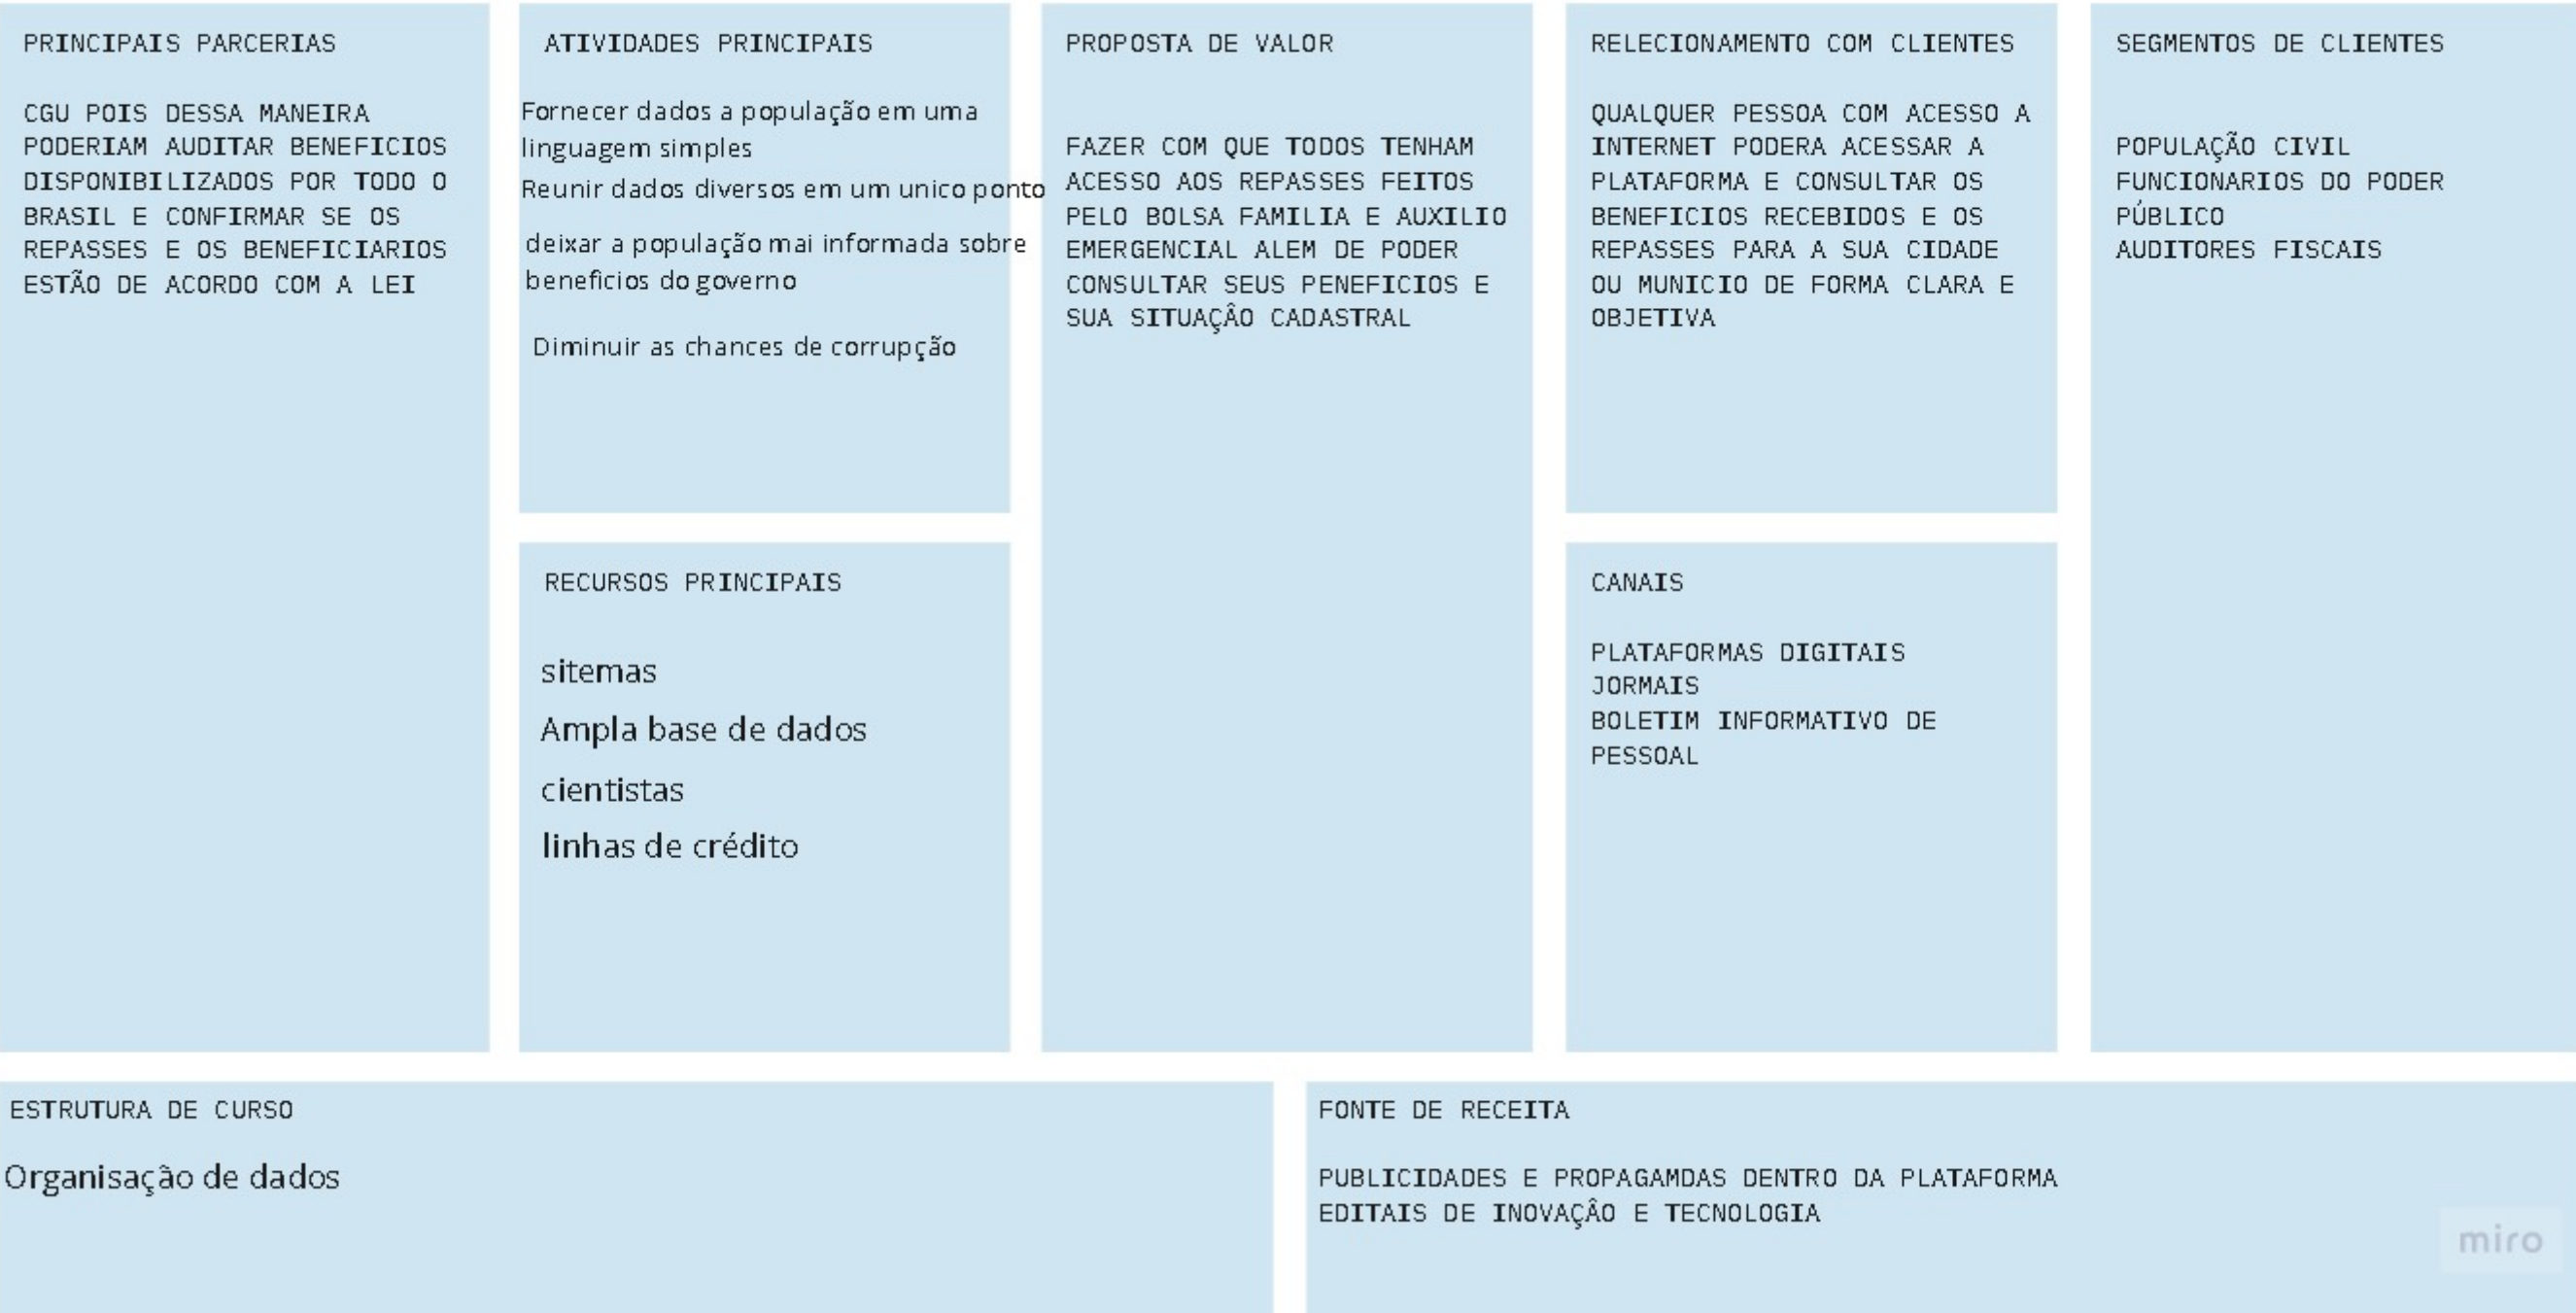 PRINCIPAIS PARCERIAS
CGU POIS DESSA MANEIRA
PODERIAM AUDITAR BENEFICIOS
DISPONIBILIZADOS POR TODO O
BRASIL E CONFIRMAR SE OS
REPASSES E OS BENEFICIARIOS
ESTÃO DE ACORDO COM A LEI
ATIVIDADES PRINCIPAIS
Fornecer dados a população em uma
linguagem simples
Reunir dados diversos em um unico ponto
deixar a população mai informada sobre
beneficios do governo
Diminuir as chances de corrupção
RECURSOS PRINCIPAIS
sitemas
Ampla base de dados
cientistas
linhas de crédito
PROPOSTA DE VALOR
FAZER COM QUE TODOS TENHAM
ACESSO AOS REPASSES FEITOS
PELO BOLSA FAMILIA E AUXILIO
EMERGENCIAL ALEM DE PODER
CONSULTAR SEUS PENEFICIOS E
SUA SITUAÇÂO CADASTRAL
RELECIONAMENTO COM CLIENTES
QUALQUER PESSOA COM ACESSO A
INTERNET PODERA ACESSAR A
PLATAFORMA E CONSULTAR OS
BENEFICIOS RECEBIDOS E OS
REPASSES PARA A SUA CIDADE
OU MUNICIO DE FORMA CLARA E
OBJETIVA
CANAIS
PLATAFORMAS DIGITAIS
JORMAIS
BOLETIM INFORMATIVO DE
PESSOAL
SEGMENTOS DE CLIENTES
POPULAÇÃO CIVIL
FUNCIONARIOS DO PODER
PÚBLICO
AUDITORES FISCAIS
ESTRUTURA DE CURSO
Organisação de dados
FONTE DE RECEITA
PUBLICIDADES E PROPAGAMDAS DENTRO DA PLATAFORMA
EDITAIS DE INOVAÇÂO E TECNOLOGIA
miro